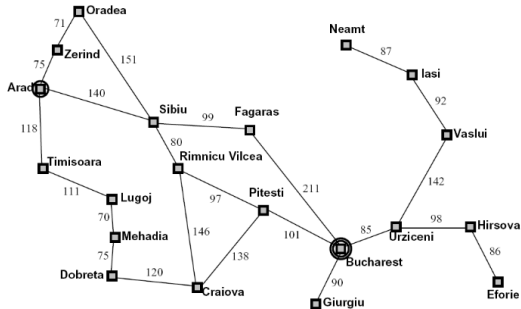 Oradea
71
Neamt
Zerind
87
151
75
Iasi
Arad
140
92
Sibiu
Fagaras
99
118
Vaslui
80
Timisoara
Rimnicu Vilcea
111
211
142
Lugoj
97
Pitesti
70
98
Hirsova
146
101
85
Urziceni
Mehadia
138
86
75
Bucharest
120
90
Dobreta
Craiova
Eforie
Giurgiu